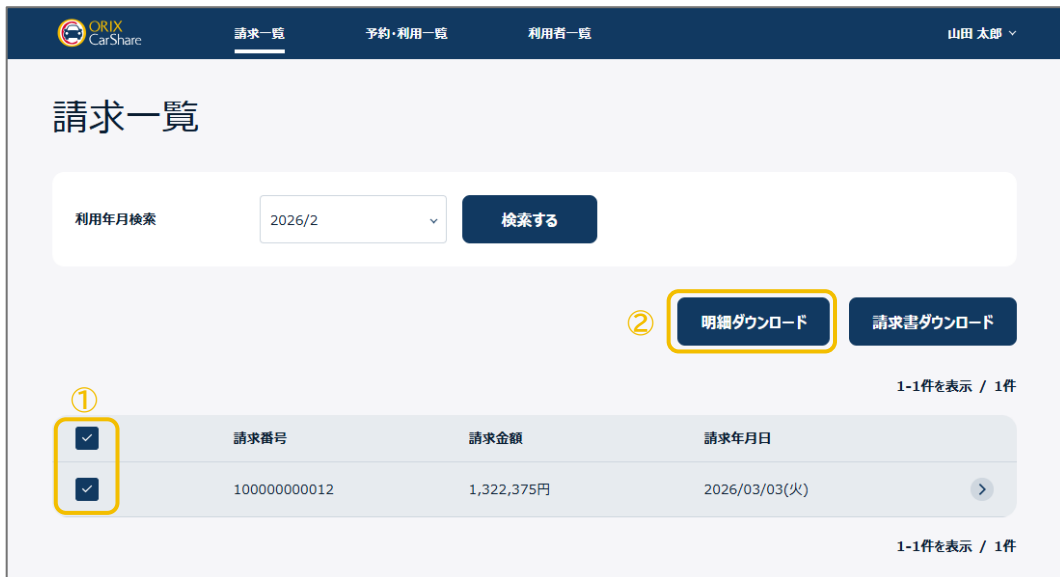 ORIX
CarShare
請求一覧
予約・利用一覧
利用者一覧
山田 太郎
請求一覧
利用年月検索
2026/2
検索する
②
明細ダウンロード
請求書ダウンロード
1-1件を表示 / 1件
①
請求番号
請求金額
請求年月日
100000000012
1,322,375円
2026/03/03(火)
1-1件を表示 / 1件